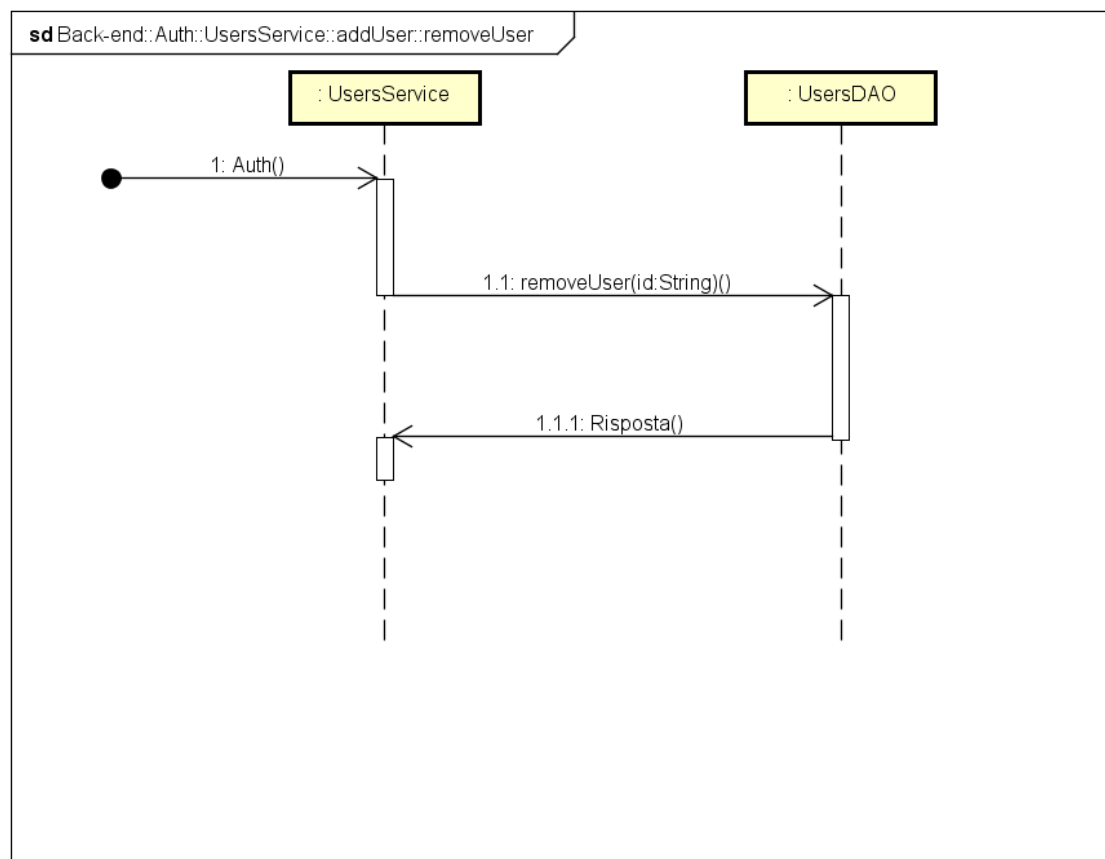 sd Back-end::Auth::UsersService::addUser::removeUser
: UsersService
: UsersDAO
1: Auth()
1.1: removeUser(id:String)()
1.1.1: Risposta()